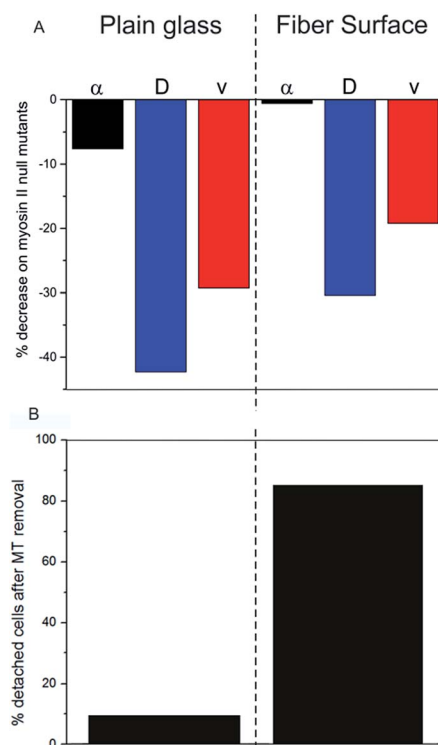 A
Plain glass
Fiber Surface
α D v α D v
0
-10
-20
-30
-40
% decrease on myosin II null mutants
B
100
80
60
40
20
0
% detached cells after MT removal